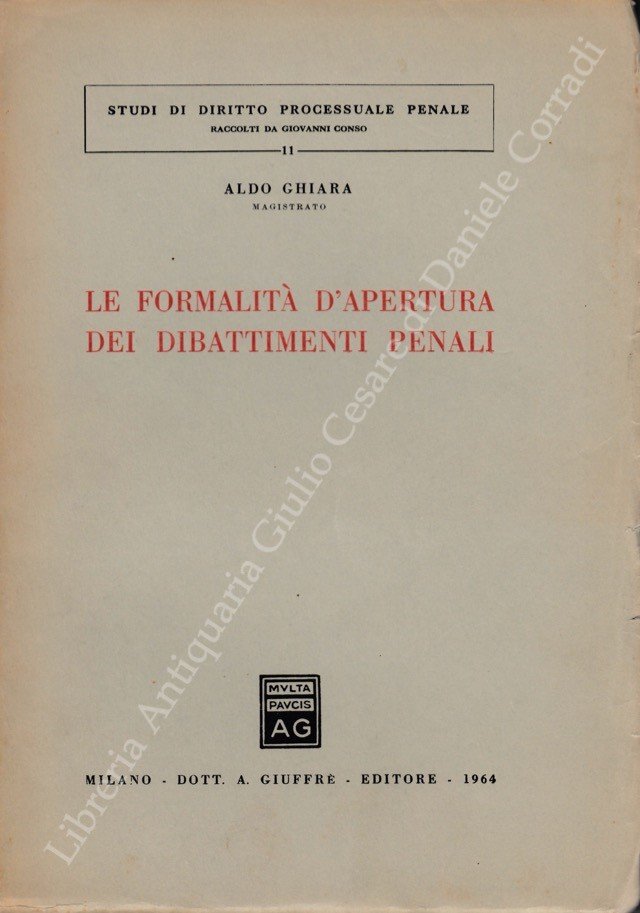 STUDI DI DIRITTO PROCESSUALE PENALE
RACCOLTI DA GIOVANNI CONSO
11
ALDO GHIARA
MAGISTRATO
LE FORMALITÀ D'APERTURA
DEI DIBATTIMENTI PENALI
MVLTA
PAVCIS
AG
MILANO - DOTT. A. GIUFFRÈ - EDITORE - 1964
Libreria Antiquaria Giulio Cesare di Daniele Corradi